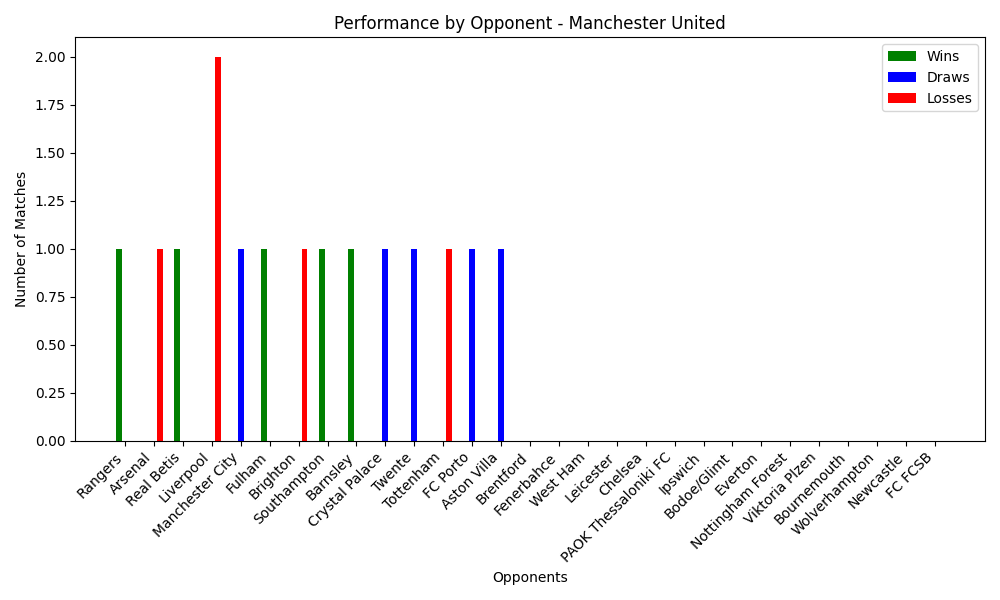 Performance by Opponent - Manchester United
Wins
Draws
Losses
Number of Matches
2.00
1.75
1.50
1.25
1.00
0.75
0.50
0.25
0.00
Rangers
Arsenal
Real Betis
Liverpool
Manchester City
Fulham
Brighton
Southampton
Barnsley
Crystal Palace
Twente
Tottenham
FC Porto
Aston Villa
Brentford
Fenerbahce
West Ham
Leicester
Chelsea
PAOK Thessaloniki FC
Ipswich
Bodoe/Glimt
Everton
Nottingham Forest
Viktoria Plzen
Bournemouth
Wolverhampton
Newcastle
FC FCSB
Opponents